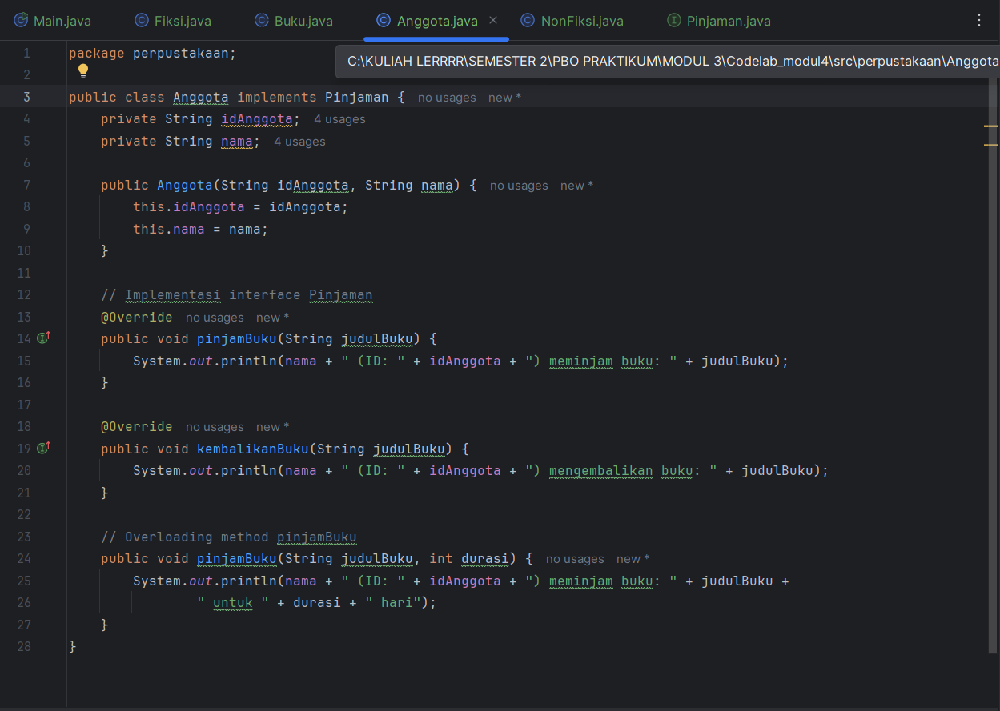 Main.java Fiksi.java Buku.java Anggota.java NonFiksi.java Pinjaman.java
C:\KULIAH LERRRR\SEMESTER 2\PBO PRAKTIKUM\MODUL 3\Codelab_modul4\src\perpustakaan\Anggota
1 package perpustakaan;
2
3 public class Anggota implements Pinjaman { no usages new *
4 private String idAnggota; 4 usages
5 private String nama; 4 usages
6
7 public Anggota(String idAnggota, String nama) { no usages new *
8 this.idAnggota = idAnggota;
9 this.nama = nama;
10 }
11
12 // Implementasi interface Pinjaman
13 @Override no usages new *
14 public void pinjamBuku(String judulBuku) {
15 System.out.println(nama + " (ID: " + idAnggota + ") meminjam buku: " + judulBuku);
16 }
17
18 @Override no usages new *
19 public void kembalikanBuku(String judulBuku) {
20 System.out.println(nama + " (ID: " + idAnggota + ") mengembalikan buku: " + judulBuku);
21 }
22
23 // Overloading method pinjamBuku
24 public void pinjamBuku(String judulBuku, int durasi) { no usages new *
25 System.out.println(nama + " (ID: " + idAnggota + ") meminjam buku: " + judulBuku +
26 " untuk " + durasi + " hari");
27 }
28 }